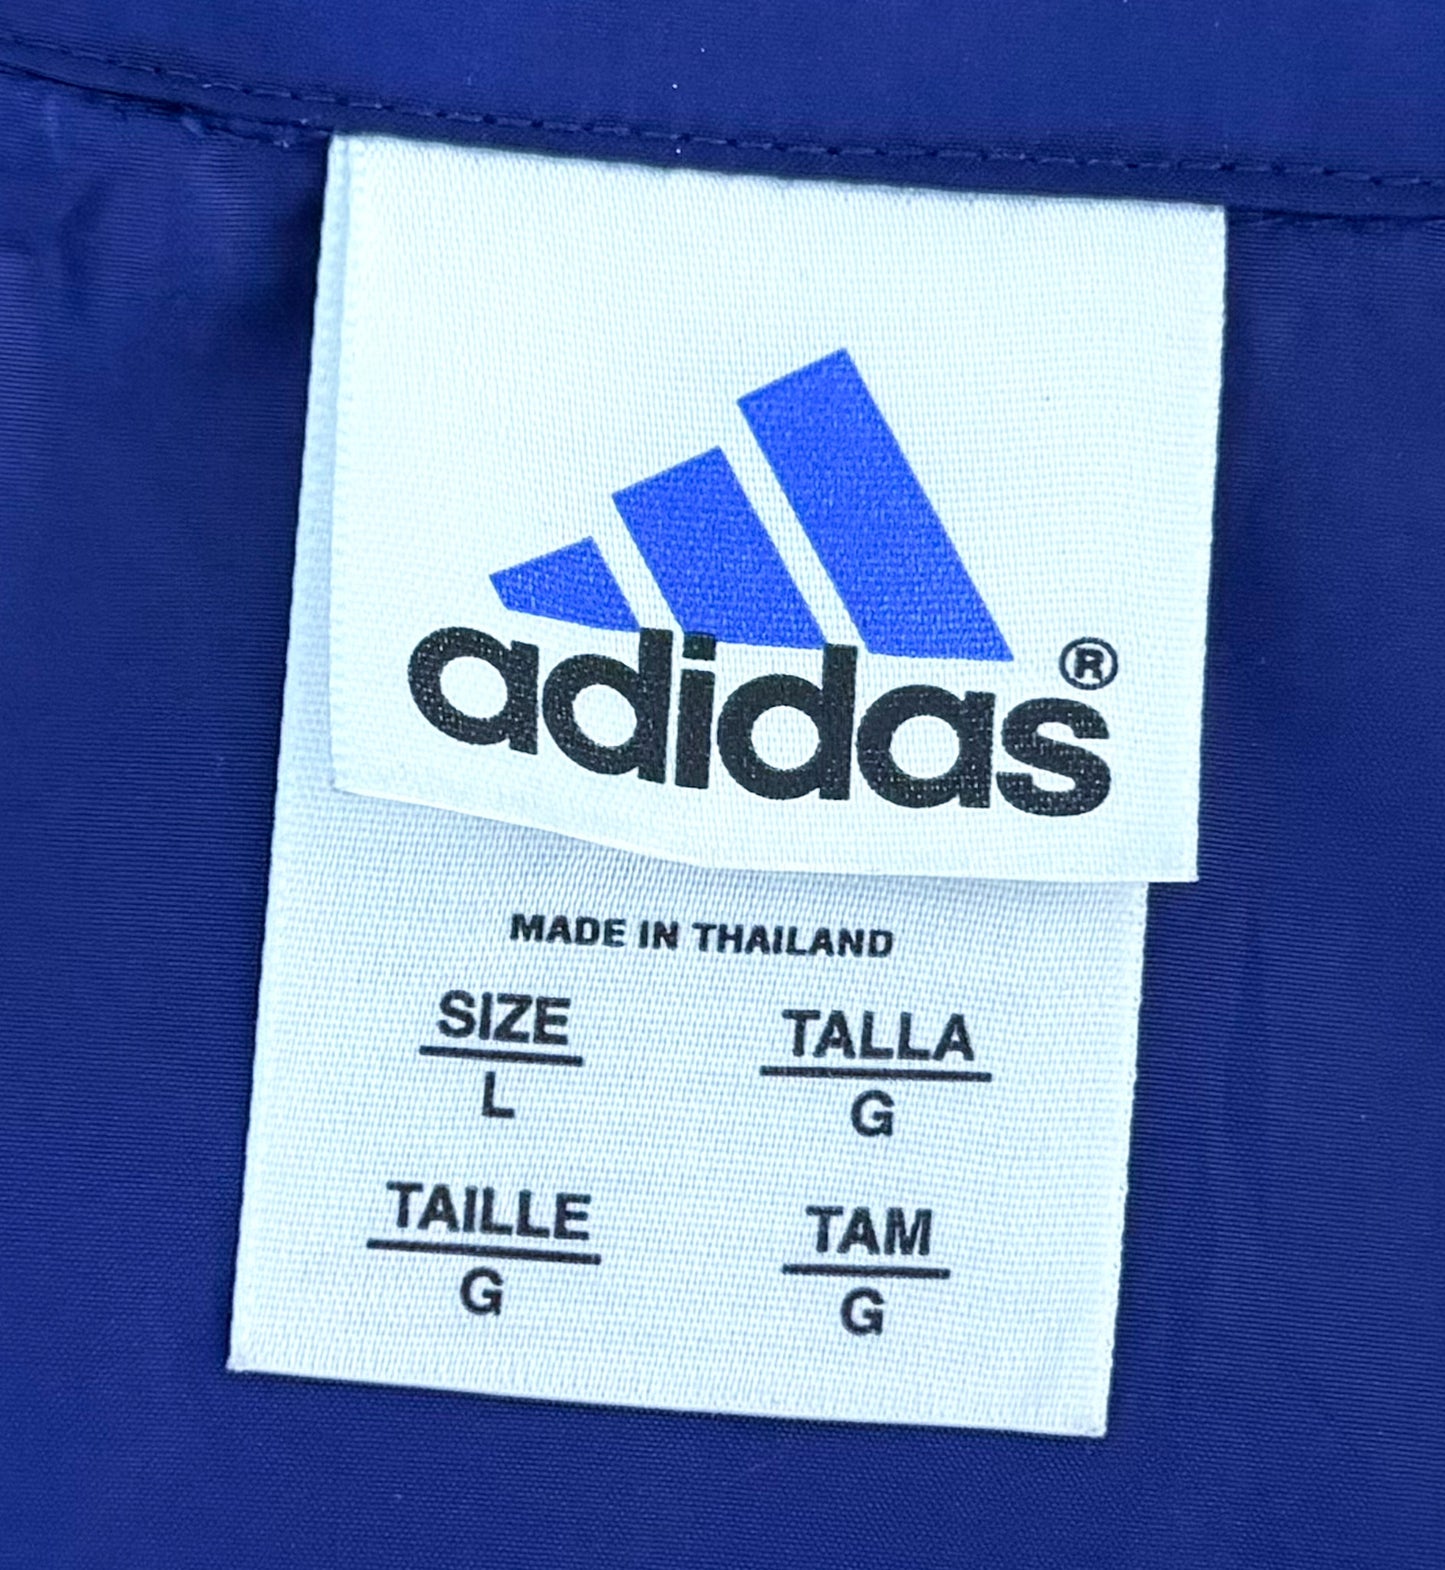 adidas®
MADE IN THAILAND
SIZE TALLA
L G
TAILLE TAM
G G